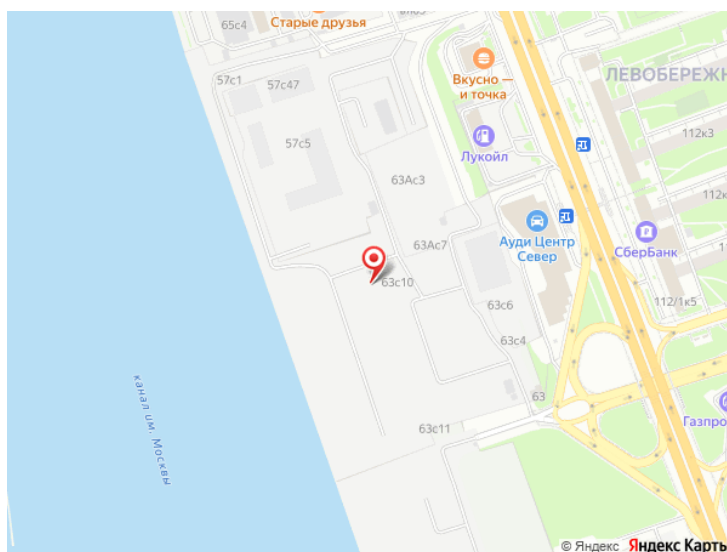 65с4
Старые друзья
57с1
57с47
Вкусно —
и точка
ЛЕВОБЕРЕЖН
112к3
57с5
Лукойл
63Ас3
112к
Ауди Центр
Север
63Ас7
СберБанк
63с10
63с6
112/1к5
63с4
канал им. Москвы
63
63с11
Газпро
© Яндекс Яндекс Карты